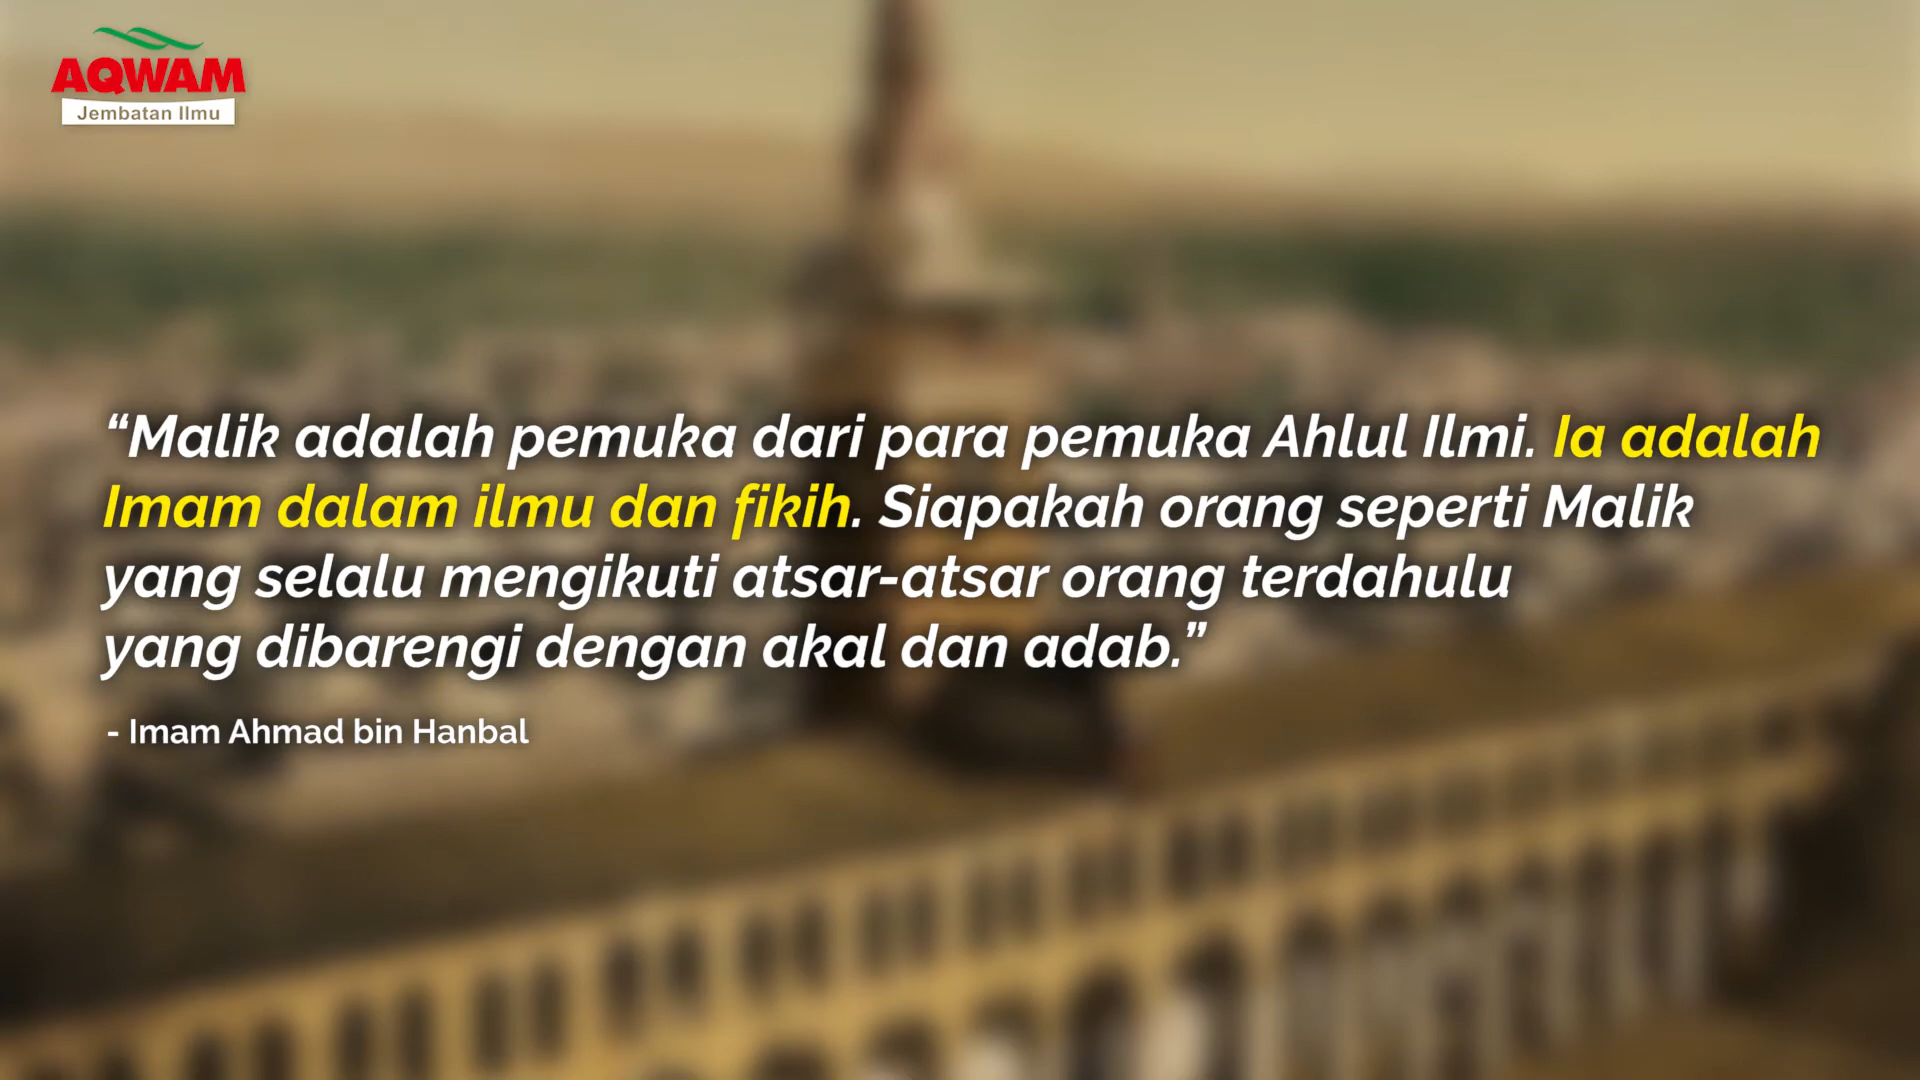 AQWAM
Jembatan Ilmu
“Malik adalah pemuka dari para pemuka Ahlul Ilmi. Ia adalah
Imam dalam ilmu dan fikih. Siapakah orang seperti Malik
yang selalu mengikuti atsar-atsar orang terdahulu
yang dibarengi dengan akal dan adab.”
- Imam Ahmad bin Hanbal